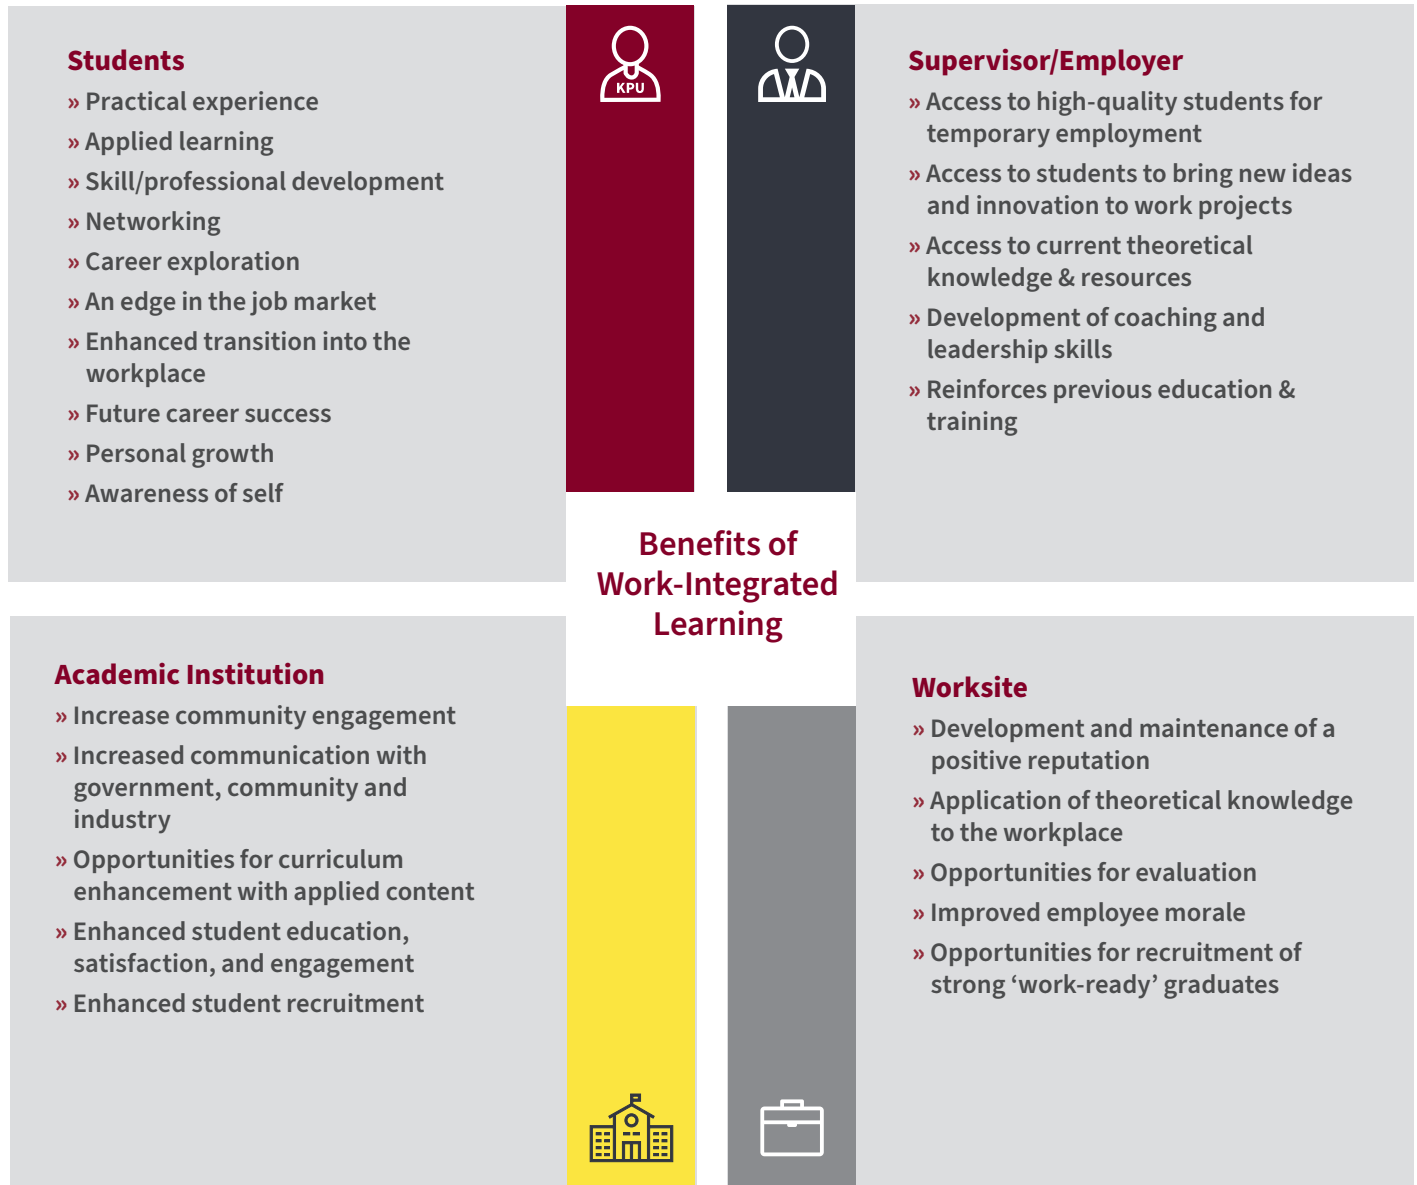 Students
» Practical experience
» Applied learning
» Skill/professional development
» Networking
» Career exploration
» An edge in the job market
» Enhanced transition into the
workplace
» Future career success
» Personal growth
» Awareness of self
KPU
Supervisor/Employer
» Access to high-quality students for
temporary employment
» Access to students to bring new ideas
and innovation to work projects
» Access to current theoretical
knowledge & resources
» Development of coaching and
leadership skills
» Reinforces previous education &
training
Benefits of
Work-Integrated
Learning
Academic Institution
» Increase community engagement
» Increased communication with
government, community and
industry
» Opportunities for curriculum
enhancement with applied content
» Enhanced student education,
satisfaction, and engagement
» Enhanced student recruitment
Worksite
» Development and maintenance of a
positive reputation
» Application of theoretical knowledge
to the workplace
» Opportunities for evaluation
» Improved employee morale
» Opportunities for recruitment of
strong ‘work-ready’ graduates